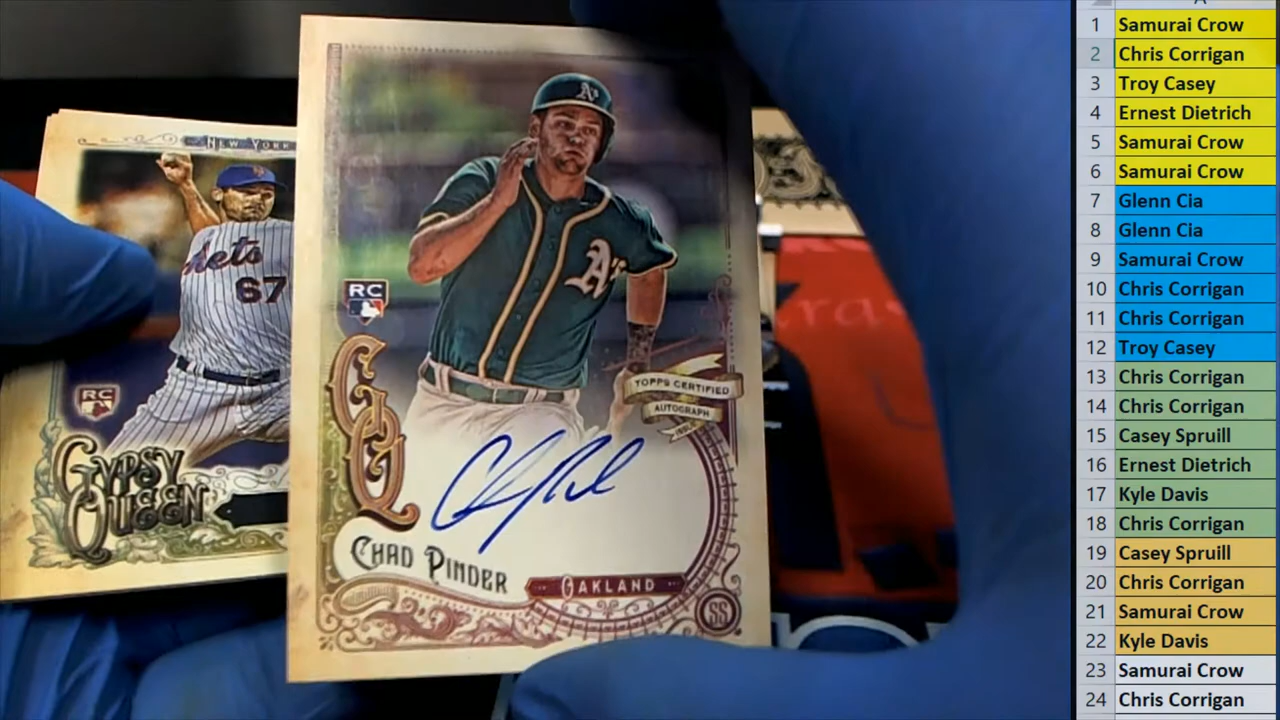 NEW YORK
Mets
67
RC
GYPSY
QUEEN
A's
A's
RC
GQ
TOPPS CERTIFIED
AUTOGRAPH
ISSUE
CHAD PINDER
OAKLAND
SS
A
1 Samurai Crow
2 Chris Corrigan
3 Troy Casey
4 Ernest Dietrich
5 Samurai Crow
6 Samurai Crow
7 Glenn Cia
8 Glenn Cia
9 Samurai Crow
10 Chris Corrigan
11 Chris Corrigan
12 Troy Casey
13 Chris Corrigan
14 Chris Corrigan
15 Casey Spruill
16 Ernest Dietrich
17 Kyle Davis
18 Chris Corrigan
19 Casey Spruill
20 Chris Corrigan
21 Samurai Crow
22 Kyle Davis
23 Samurai Crow
24 Chris Corrigan